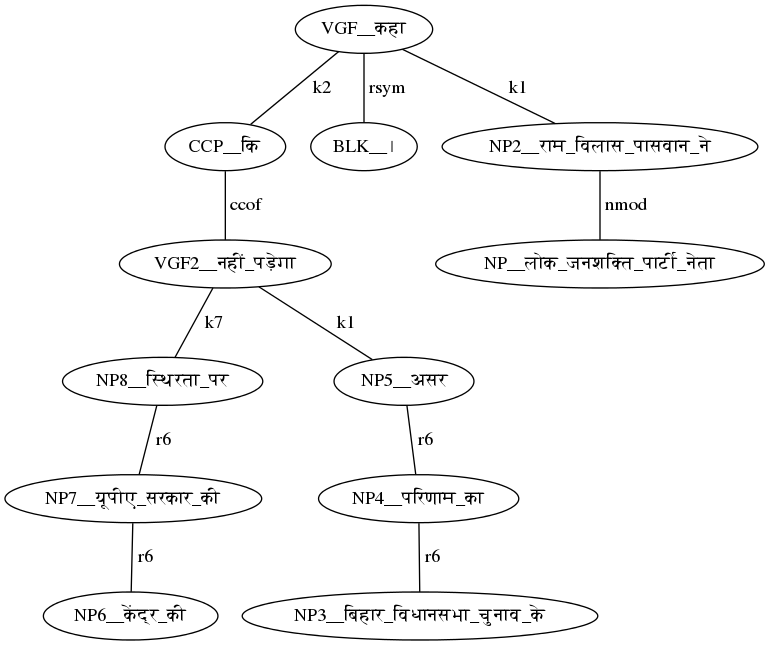 VGF__कहा
k2 rsym k1
CCP__कि BLK__। NP2__राम_विलास_पासवान_ने
ccof nmod
VGF2__नहीं_पड़ेगा NP__लोक_जनशक्ति_पार्टी_नेता
k7 k1
NP8__स्थिरता_पर NP5__असर
r6 r6
NP7__यूपीए_सरकार_की NP4__परिणाम_का
r6 r6
NP6__केंद्र_की NP3__बिहार_विधानसभा_चुनाव_के